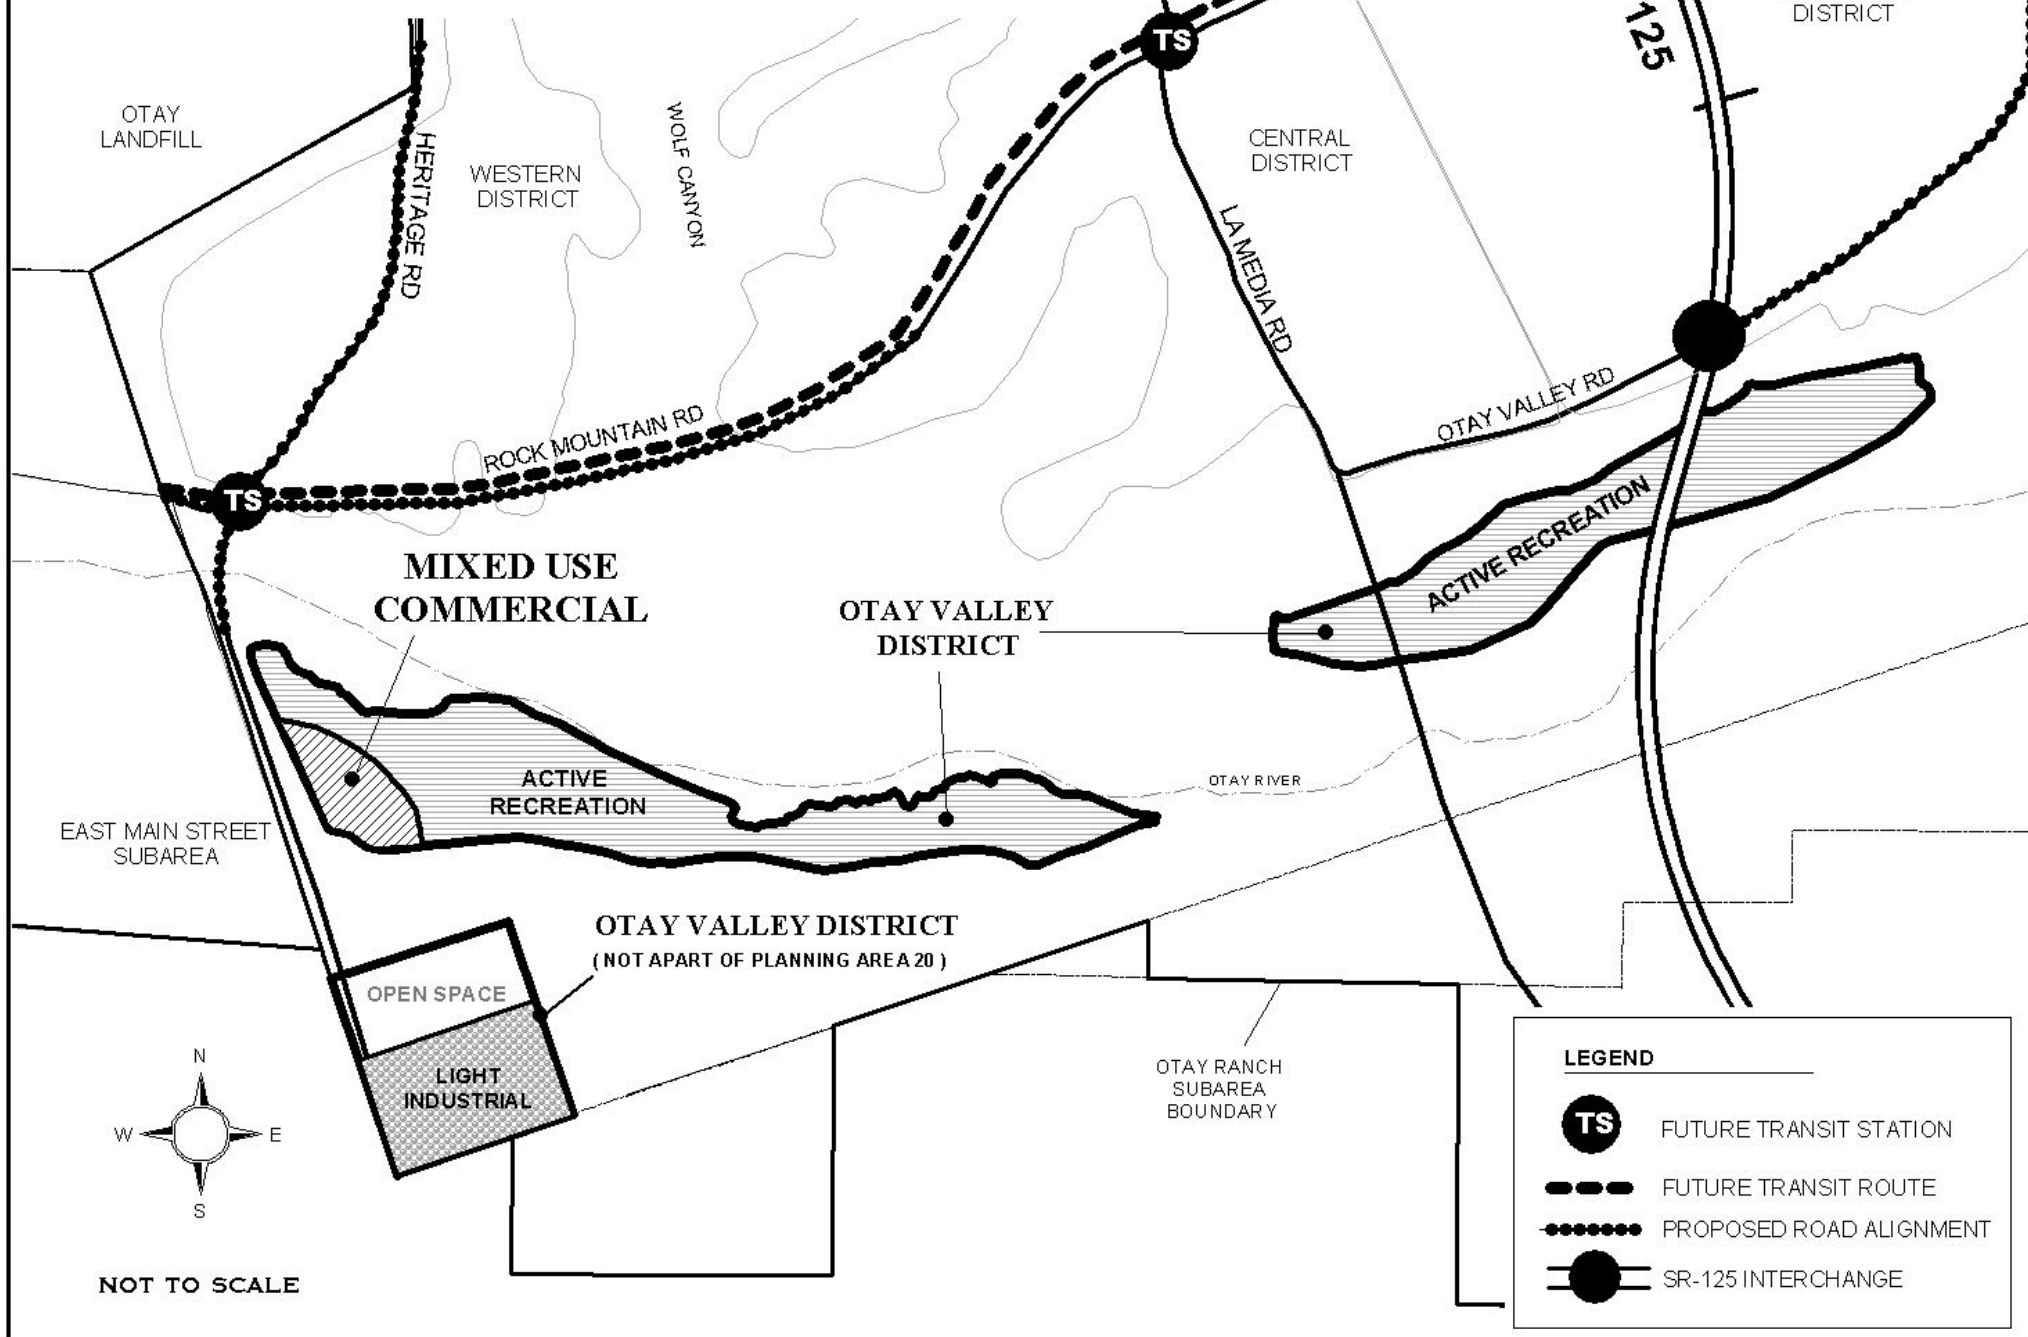 DISTRICT
125
TS
OTAY
LANDFILL
HERITAGE RD
WESTERN
DISTRICT
WOLF CANYON
CENTRAL
DISTRICT
LA MEDIA RD
OTAY VALLEY RD
ROCK MOUNTAIN RD
TS
MIXED USE
COMMERCIAL
OTAY VALLEY
DISTRICT
ACTIVE RECREATION
ACTIVE
RECREATION
OTAY RIVER
EAST MAIN STREET
SUBAREA
OTAY VALLEY DISTRICT
( NOT APART OF PLANNING AREA 20 )
OPEN SPACE
LIGHT
INDUSTRIAL
OTAY RANCH
SUBAREA
BOUNDARY
N
W E
S
NOT TO SCALE
LEGEND
TS FUTURE TRANSIT STATION
FUTURE TRANSIT ROUTE
PROPOSED ROAD ALIGNMENT
SR-125 INTERCHANGE